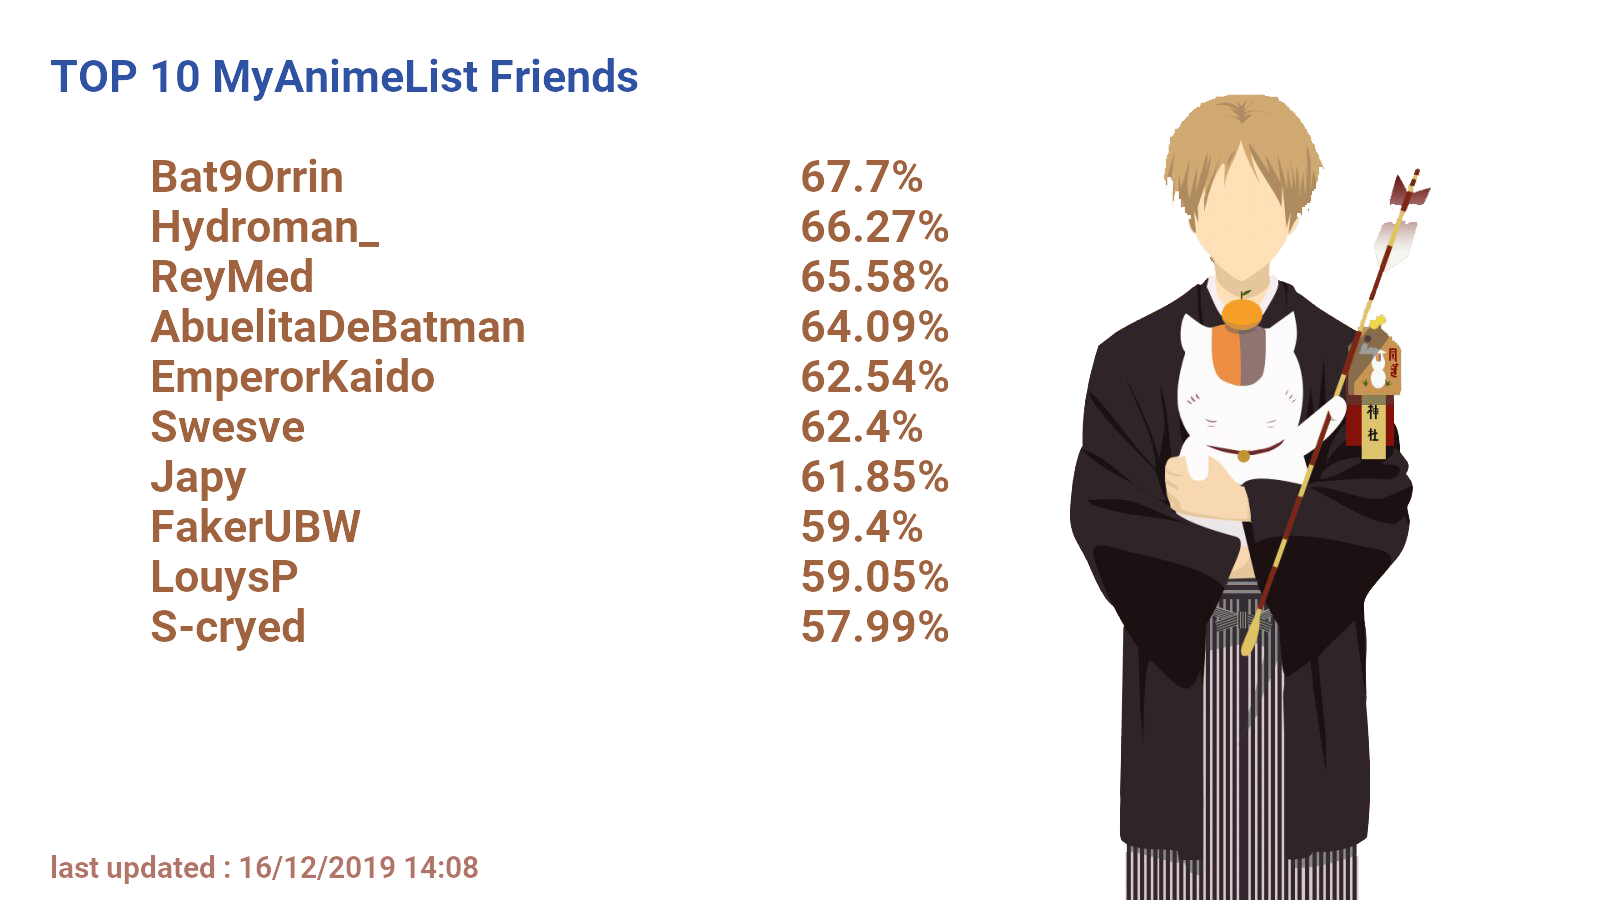 TOP 10 MyAnimeList Friends
Bat9Orrin 67.7%
Hydroman_ 66.27%
ReyMed 65.58%
AbuelitaDeBatman 64.09%
EmperorKaido 62.54%
Swesve 62.4%
Japy 61.85%
FakerUBW 59.4%
LouysP 59.05%
S-cryed 57.99%
神社
last updated : 16/12/2019 14:08